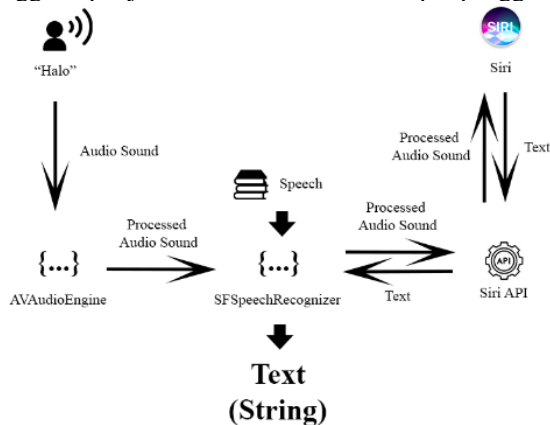 “Halo”
SIRI
Siri
Audio Sound
Processed
Audio Sound
Text
Speech
Processed
Audio Sound
Processed
Audio Sound
{...}
{...}
API
AVAudioEngine
SFSpeechRecognizer
Text
Siri API
Text
(String)